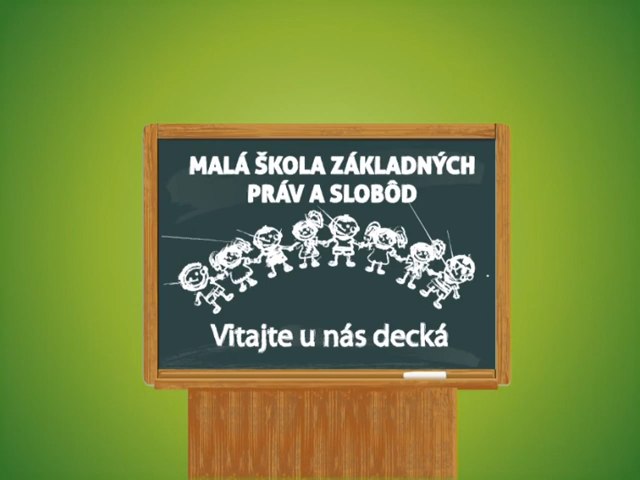 MALÁ ŠKOLA ZÁKLADNÝCH
PRÁV A SLOBÔD
Vitajte u nás decká